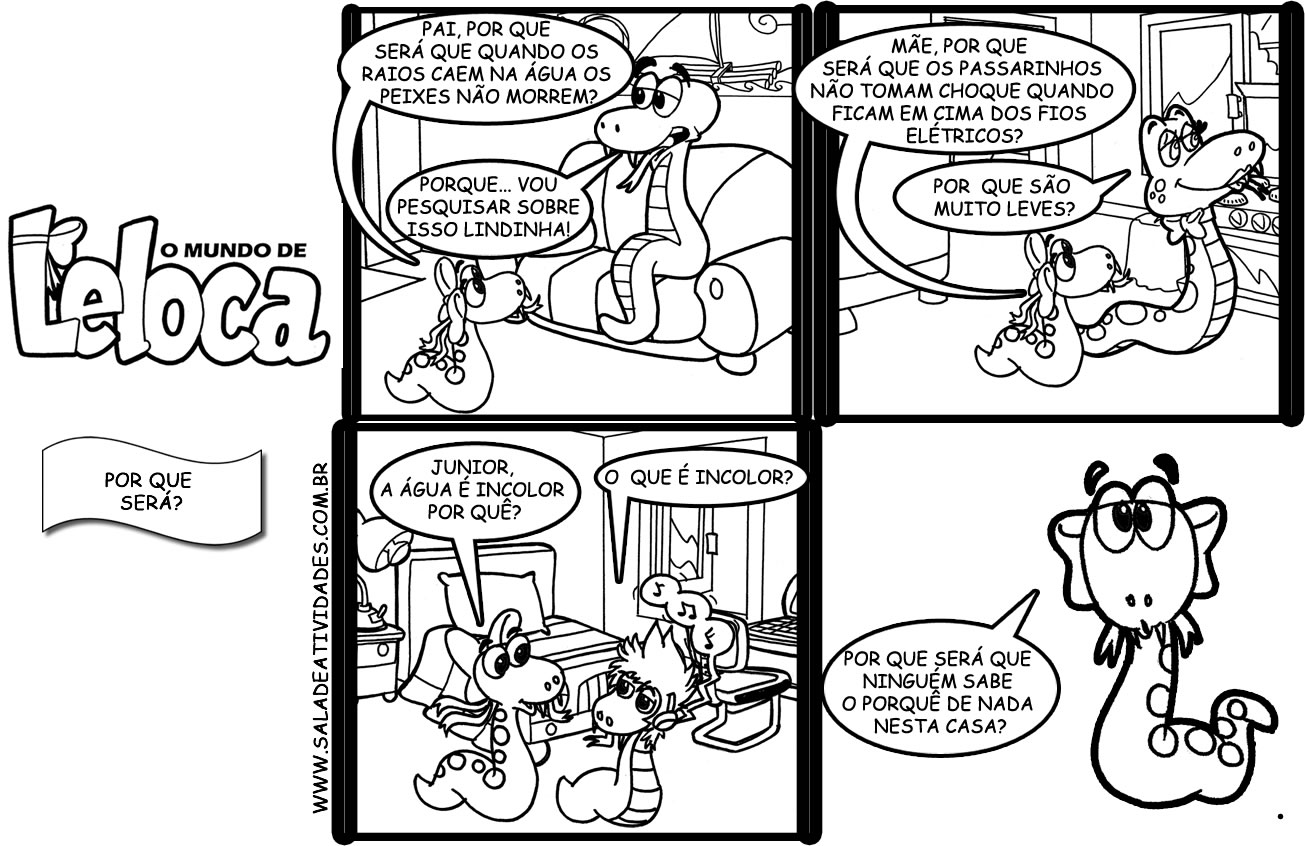 O MUNDO DE
Leloca
POR QUE
SERÁ?
PAI, POR QUE
SERÁ QUE QUANDO OS
RAIOS CAEM NA ÁGUA OS
PEIXES NÃO MORREM?
PORQUE... VOU
PESQUISAR SOBRE
ISSO LINDINHA!
MÃE, POR QUE
SERÁ QUE OS PASSARINHOS
NÃO TOMAM CHOQUE QUANDO
FICAM EM CIMA DOS FIOS
ELÉTRICOS?
POR QUE SÃO
MUITO LEVES?
WWW.SALADEATIVIDADES.COM.BR
JUNIOR,
A ÁGUA É INCOLOR
POR QUÊ?
O QUE É INCOLOR?
POR QUE SERÁ QUE
NINGUÉM SABE
O PORQUÊ DE NADA
NESTA CASA?